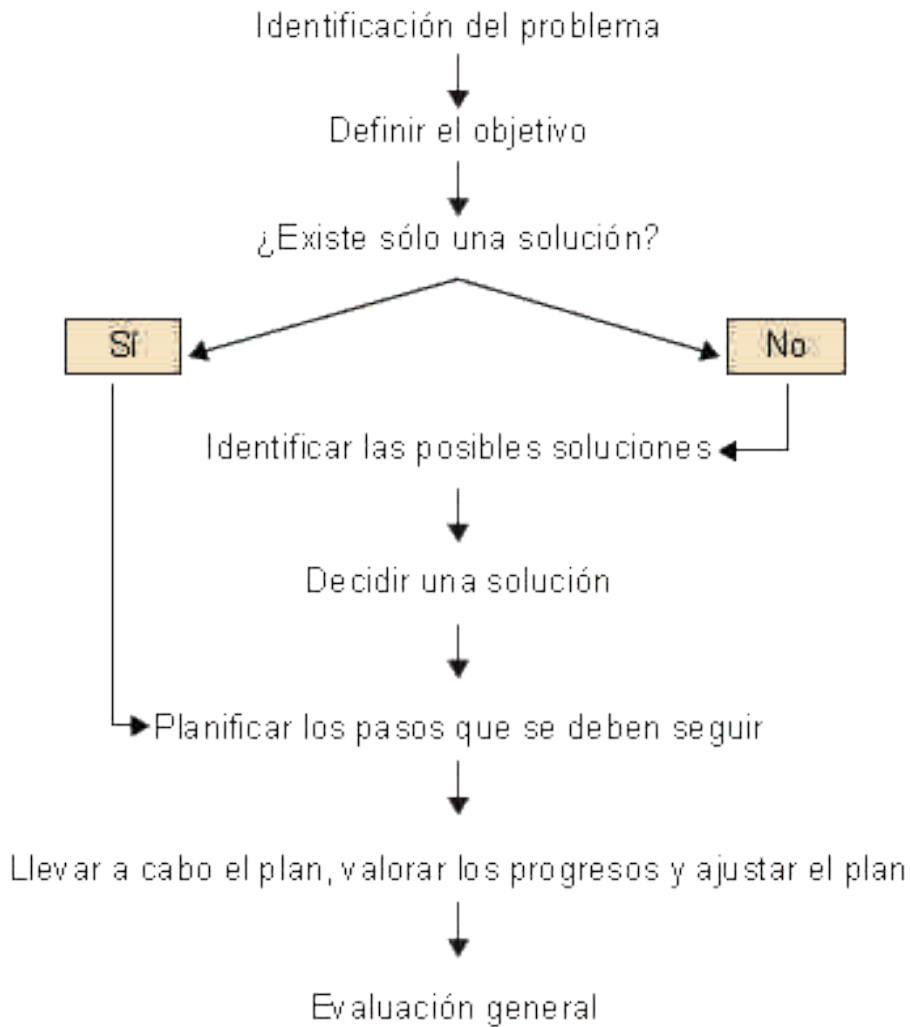 Identificación del problema
Definir el objetivo
¿Existe sólo una solución?
Sí
No
Identificar las posibles soluciones
Decidir una solución
Planificar los pasos que se deben seguir
Llevar a cabo el plan, valorar los progresos y ajustar el plan
Evaluación general